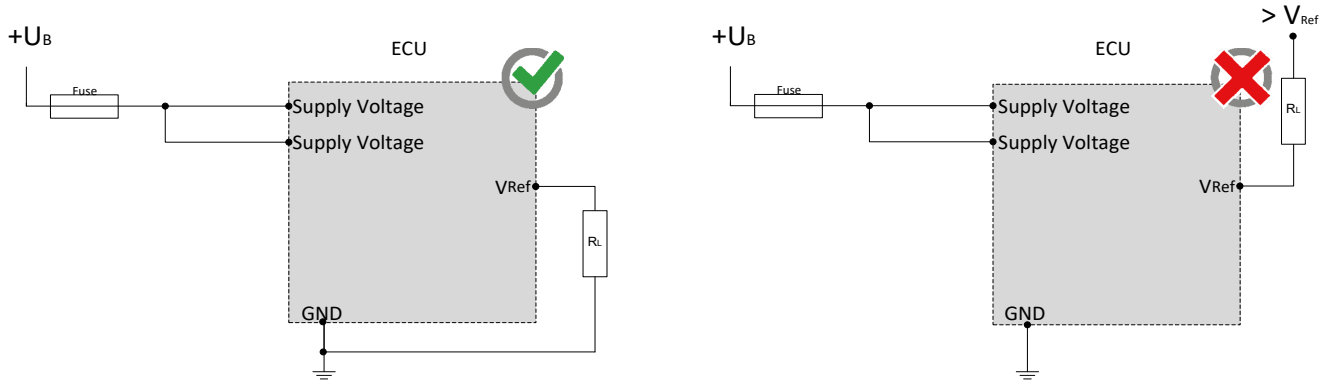 +UB
ECU
Fuse
Supply Voltage
Supply Voltage
VRef
RL
GND
> VRef
+UB
ECU
Fuse
RL
Supply Voltage
Supply Voltage
VRef
GND